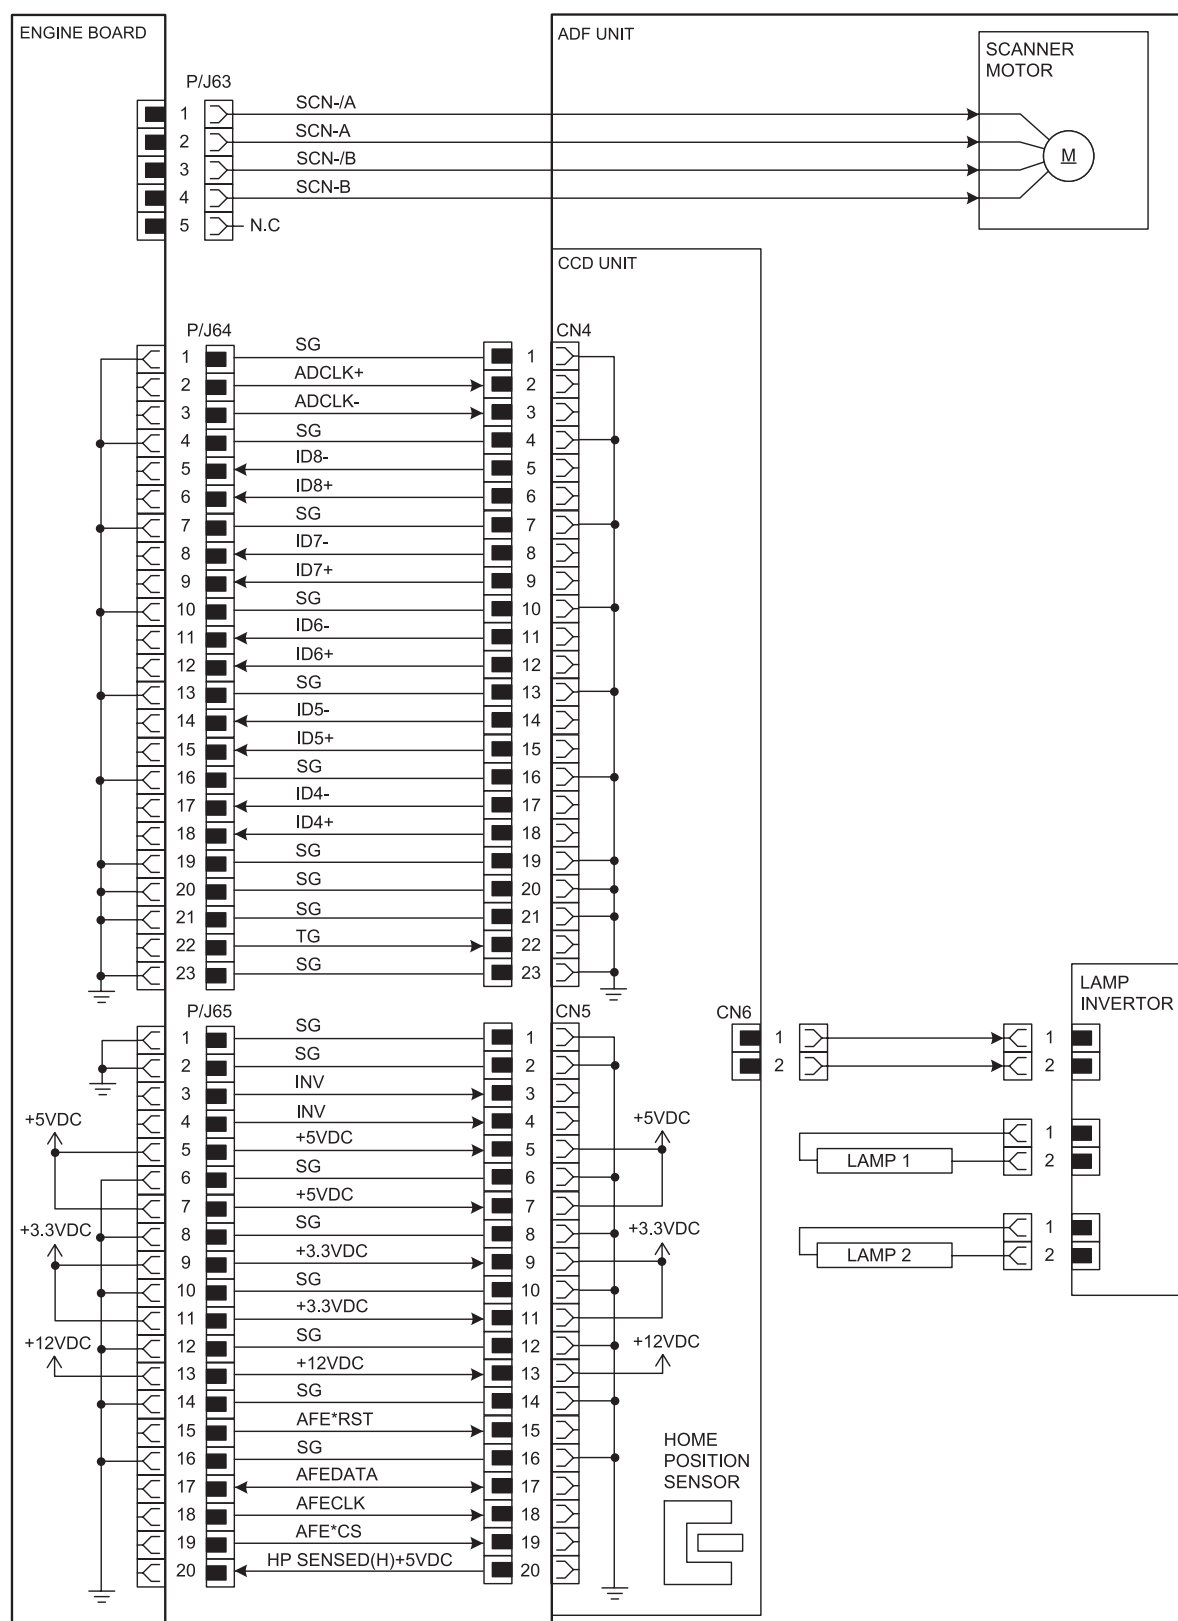 ENGINE BOARD
ADF UNIT
SCANNER
MOTOR
P/J63
1 SCN-/A
2 SCN-A
3 SCN-/B
4 SCN-B
5 N.C
M
CCD UNIT
P/J64 CN4
1 SG 1
2 ADCLK+ 2
3 ADCLK- 3
4 SG 4
5 ID8- 5
6 ID8+ 6
7 SG 7
8 ID7- 8
9 ID7+ 9
10 SG 10
11 ID6- 11
12 ID6+ 12
13 SG 13
14 ID5- 14
15 ID5+ 15
16 SG 16
17 ID4- 17
18 ID4+ 18
19 SG 19
20 SG 20
21 SG 21
22 TG 22
23 SG 23
P/J65 CN5
1 SG 1
2 SG 2
3 INV 3
4 INV 4
+5VDC +5VDC
5 +5VDC 5
6 SG 6
7 +5VDC 7
+3.3VDC +3.3VDC
8 SG 8
9 +3.3VDC 9
10 SG 10
11 +3.3VDC 11
+12VDC +12VDC
12 SG 12
13 +12VDC 13
14 SG 14
15 AFE*RST 15
16 SG 16
17 AFEDATA 17
18 AFECLK 18
19 AFE*CS 19
20 HP SENSED(H)+5VDC 20
HOME
POSITION
SENSOR
CN6
LAMP
INVERTOR
1 1
2 2
1
LAMP 1 2
1
LAMP 2 2